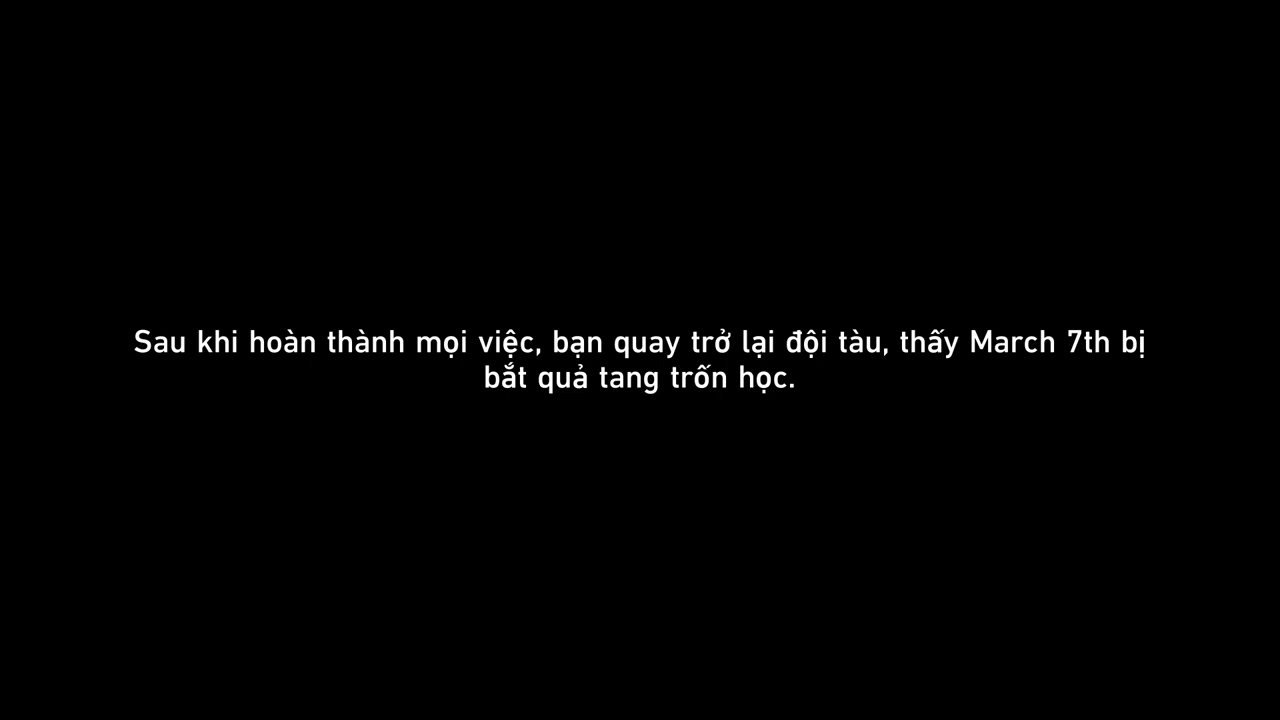 Sau khi hoàn thành mọi việc, bạn quay trở lại đội tàu, thấy March 7th bị
bắt quả tang trốn học.